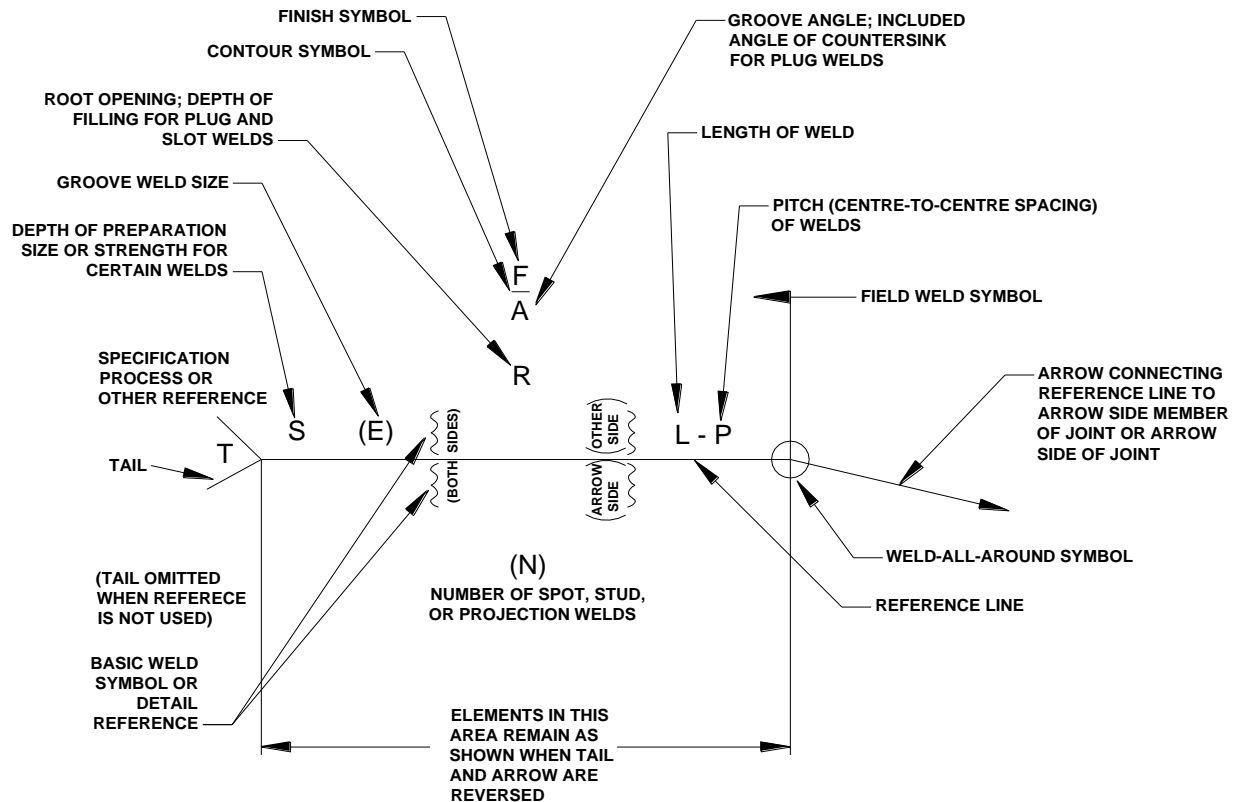 FINISH SYMBOL
CONTOUR SYMBOL
GROOVE ANGLE; INCLUDED
ANGLE OF COUNTERSINK
FOR PLUG WELDS
ROOT OPENING; DEPTH OF
FILLING FOR PLUG AND
SLOT WELDS
LENGTH OF WELD
GROOVE WELD SIZE
PITCH (CENTRE-TO-CENTRE SPACING)
OF WELDS
DEPTH OF PREPARATION
SIZE OR STRENGTH FOR
CERTAIN WELDS
F
A
FIELD WELD SYMBOL
R
SPECIFICATION
PROCESS OR
OTHER REFERENCE
ARROW CONNECTING
REFERENCE LINE TO
ARROW SIDE MEMBER
OF JOINT OR ARROW
SIDE OF JOINT
S
(E)
(BOTH SIDES)
OTHER
SIDE
ARROW
SIDE
L - P
T
TAIL
WELD-ALL-AROUND SYMBOL
(TAIL OMITTED
WHEN REFERECE
IS NOT USED)
(N)
NUMBER OF SPOT, STUD,
OR PROJECTION WELDS
REFERENCE LINE
BASIC WELD
SYMBOL OR
DETAIL
REFERENCE
ELEMENTS IN THIS
AREA REMAIN AS
SHOWN WHEN TAIL
AND ARROW ARE
REVERSED